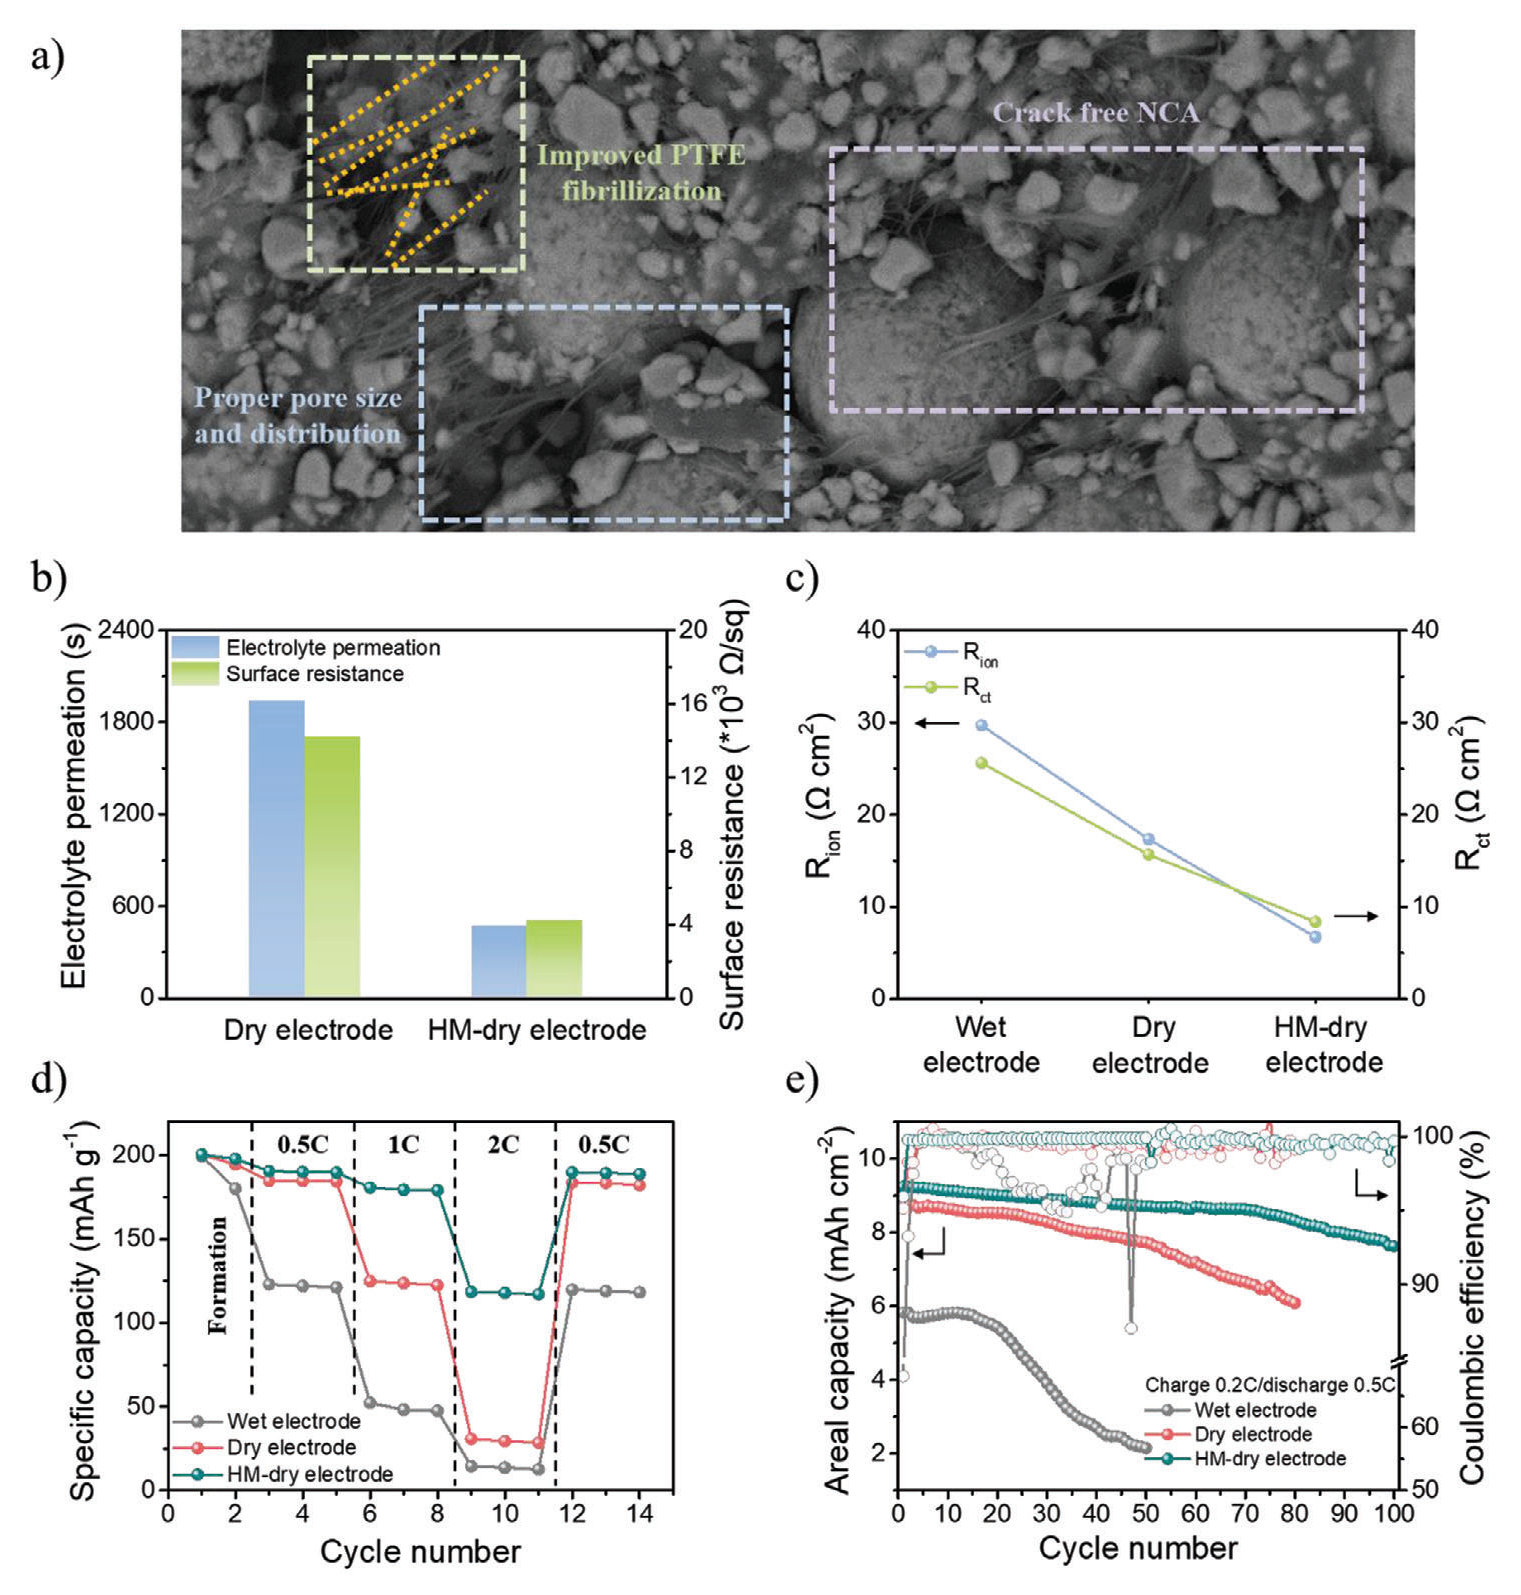 a)
Crack free NCA
Improved PTFE
fibrillization
Proper pore size
and distribution
b)
Electrolyte permeation (s)
2400
1800
1200
600
0
Electrolyte permeation
Surface resistance
20
16
12
8
4
0
Surface resistance (*10³ Ω/sq)
Dry electrode
HM-dry electrode
c)
R_ion (Ω cm²)
40
30
20
10
0
R_ion
R_ct
40
30
20
10
0
R_ct (Ω cm²)
Wet
electrode
Dry
electrode
HM-dry
electrode
d)
Specific capacity (mAh g⁻¹)
200
150
100
50
0
Formation
0.5C
1C
2C
0.5C
Wet electrode
Dry electrode
HM-dry electrode
0 2 4 6 8 10 12 14
Cycle number
e)
Areal capacity (mAh cm⁻²)
10
8
6
4
2
Charge 0.2C/discharge 0.5C
Wet electrode
Dry electrode
HM-dry electrode
100
90
60
50
Coulombic efficiency (%)
0 10 20 30 40 50 60 70 80 90 100
Cycle number